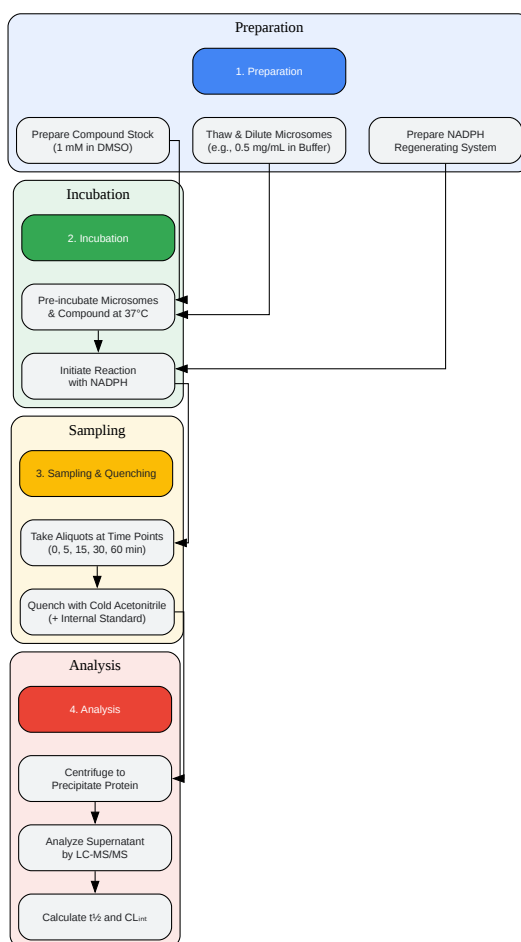 Preparation
1. Preparation
Prepare Compound Stock
(1 mM in DMSO)
Thaw & Dilute Microsomes
(e.g., 0.5 mg/mL in Buffer)
Prepare NADPH
Regenerating System
Incubation
2. Incubation
Pre-incubate Microsomes
& Compound at 37°C
Initiate Reaction
with NADPH
Sampling
3. Sampling & Quenching
Take Aliquots at Time Points
(0, 5, 15, 30, 60 min)
Quench with Cold Acetonitrile
(+ Internal Standard)
Analysis
4. Analysis
Centrifuge to
Precipitate Protein
Analyze Supernatant
by LC-MS/MS
Calculate t½ and CLᵢₙₜ